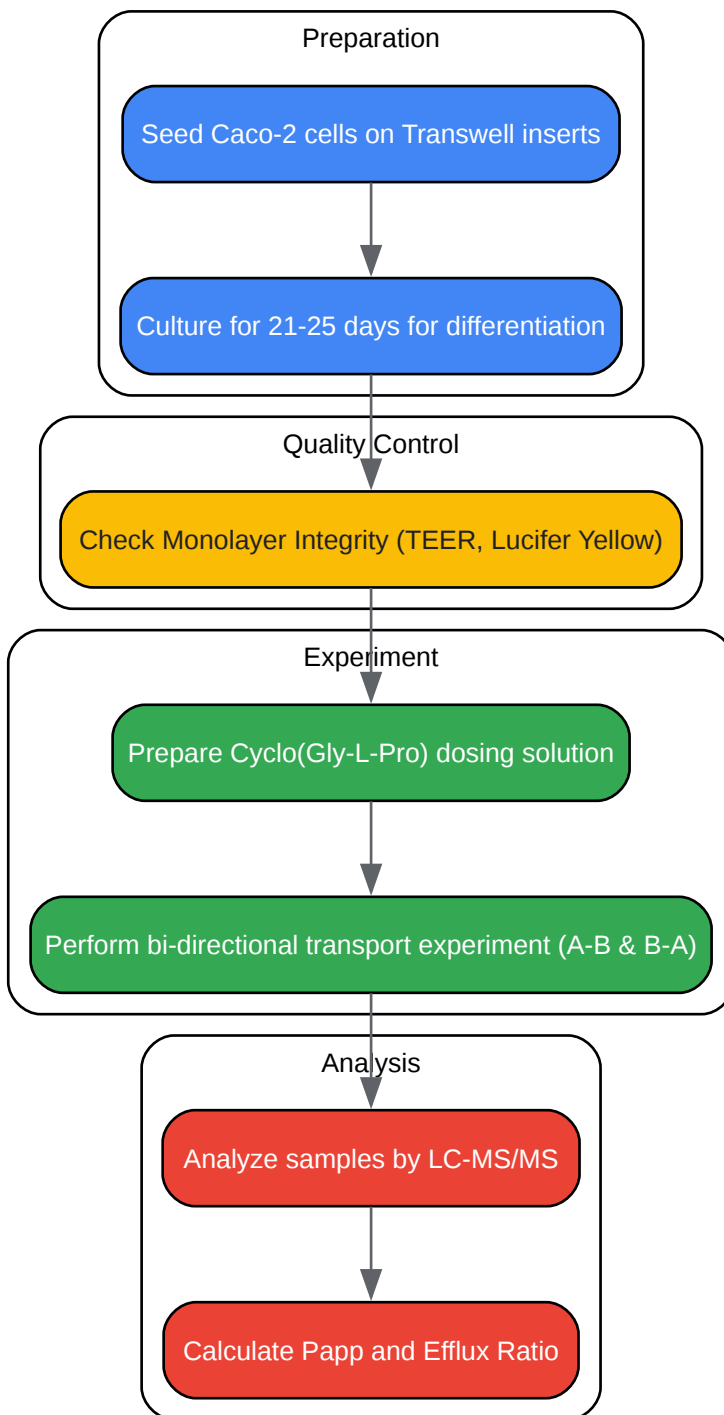 Preparation
Seed Caco-2 cells on Transwell inserts
Culture for 21-25 days for differentiation
Quality Control
Check Monolayer Integrity (TEER, Lucifer Yellow)
Experiment
Prepare Cyclo(Gly-L-Pro) dosing solution
Perform bi-directional transport experiment (A-B & B-A)
Analysis
Analyze samples by LC-MS/MS
Calculate Papp and Efflux Ratio